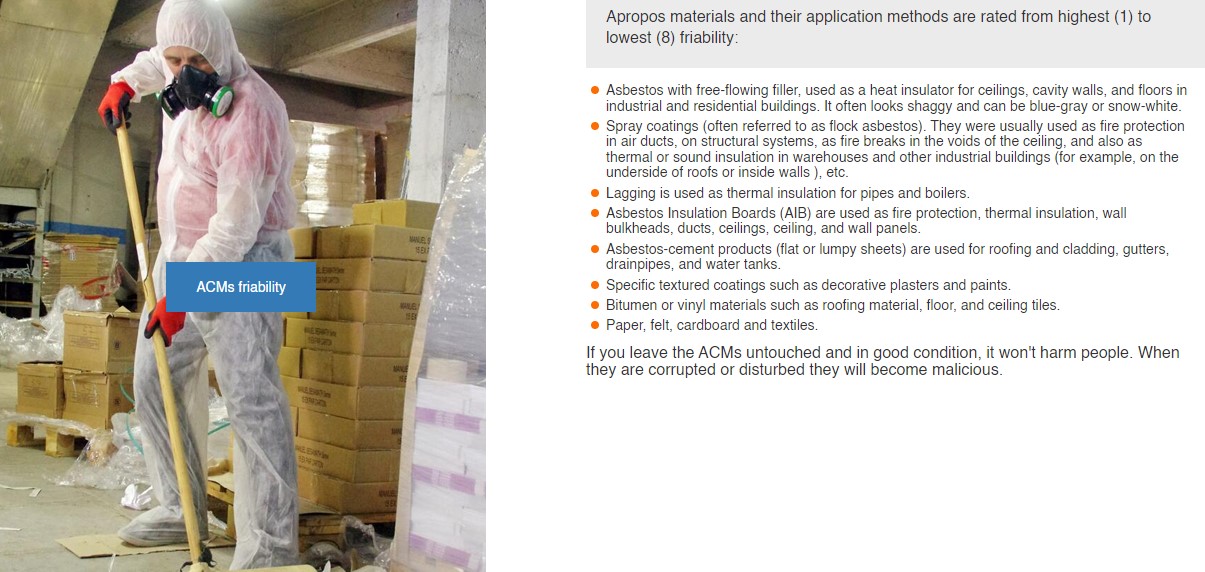 Apropos materials and their application methods are rated from highest (1) to
lowest (8) friability:
Asbestos with free-flowing filler, used as a heat insulator for ceilings, cavity walls, and floors in
industrial and residential buildings. It often looks shaggy and can be blue-gray or snow-white.
Spray coatings (often referred to as flock asbestos). They were usually used as fire protection
in air ducts, on structural systems, as fire breaks in the voids of the ceiling, and also as
thermal or sound insulation in warehouses and other industrial buildings (for example, on the
underside of roofs or inside walls ), etc.
Lagging is used as thermal insulation for pipes and boilers.
Asbestos Insulation Boards (AIB) are used as fire protection, thermal insulation, wall
bulkheads, ducts, ceilings, ceiling, and wall panels.
Asbestos-cement products (flat or lumpy sheets) are used for roofing and cladding, gutters,
drainpipes, and water tanks.
Specific textured coatings such as decorative plasters and paints.
Bitumen or vinyl materials such as roofing material, floor, and ceiling tiles.
Paper, felt, cardboard and textiles.
If you leave the ACMs untouched and in good condition, it won't harm people. When
they are corrupted or disturbed they will become malicious.
ACMs friability